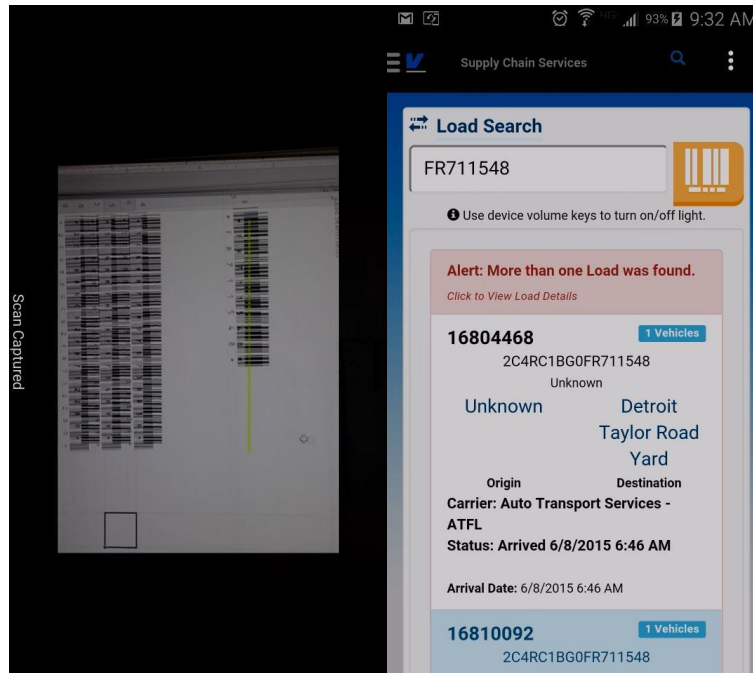 Scan Captured
93% 9:32 AM
Supply Chain Services
Load Search
FR711548
Use device volume keys to turn on/off light.
Alert: More than one Load was found.
Click to View Load Details
16804468
1 Vehicles
2C4RC1BG0FR711548
Unknown
Unknown
Detroit
Taylor Road
Yard
Origin
Destination
Carrier: Auto Transport Services -
ATFL
Status: Arrived 6/8/2015 6:46 AM
Arrival Date: 6/8/2015 6:46 AM
16810092
1 Vehicles
2C4RC1BG0FR711548